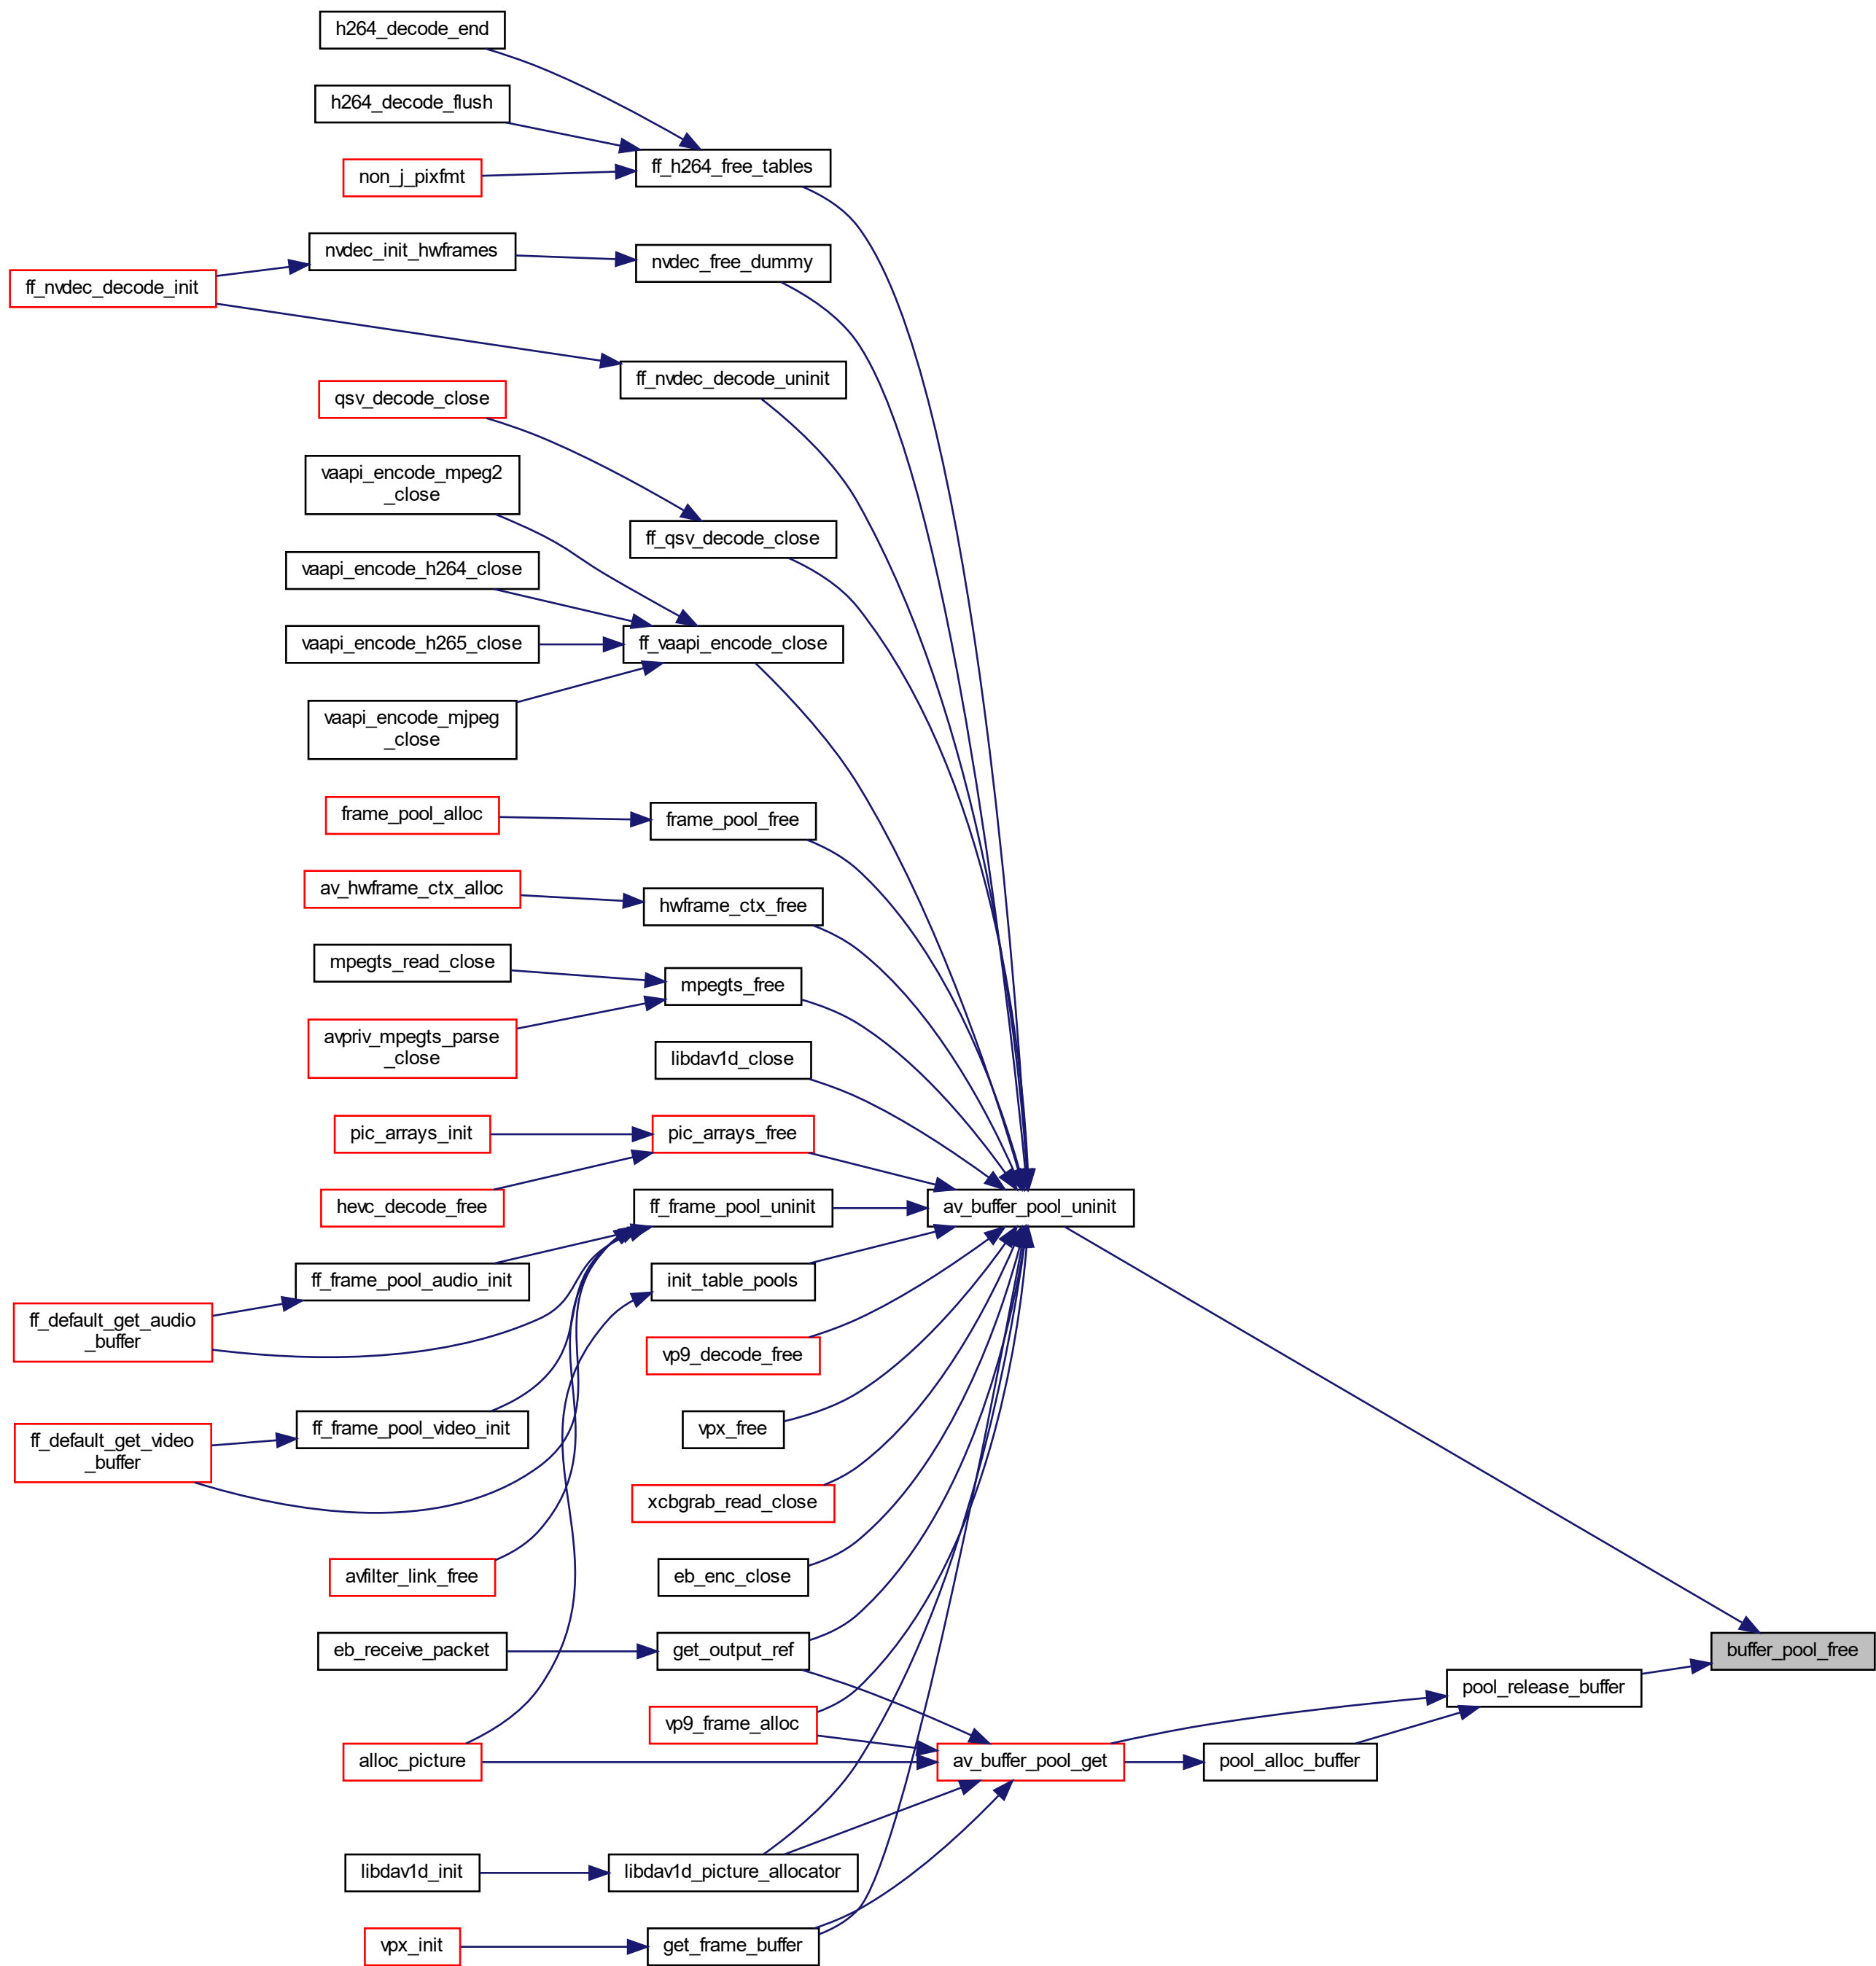 h264_decode_end
h264_decode_flush
ff_h264_free_tables
non_j_pixfmt
nvdec_init_hwframes
nvdec_free_dummy
ff_nvdec_decode_init
ff_nvdec_decode_uninit
qsv_decode_close
vaapi_encode_mpeg2
_close
ff_qsv_decode_close
vaapi_encode_h264_close
vaapi_encode_h265_close
ff_vaapi_encode_close
vaapi_encode_mjpeg
_close
frame_pool_alloc
frame_pool_free
av_hwframe_ctx_alloc
hwframe_ctx_free
mpegts_read_close
mpegts_free
avpriv_mpegts_parse
_close
libdav1d_close
pic_arrays_init
pic_arrays_free
hevc_decode_free
ff_frame_pool_uninit
av_buffer_pool_uninit
ff_frame_pool_audio_init
init_table_pools
ff_default_get_audio
_buffer
vp9_decode_free
ff_frame_pool_video_init
vpx_free
ff_default_get_video
_buffer
xcbgrab_read_close
avfilter_link_free
eb_enc_close
eb_receive_packet
get_output_ref
buffer_pool_free
pool_release_buffer
vp9_frame_alloc
alloc_picture
av_buffer_pool_get
pool_alloc_buffer
libdav1d_init
libdav1d_picture_allocator
vpx_init
get_frame_buffer